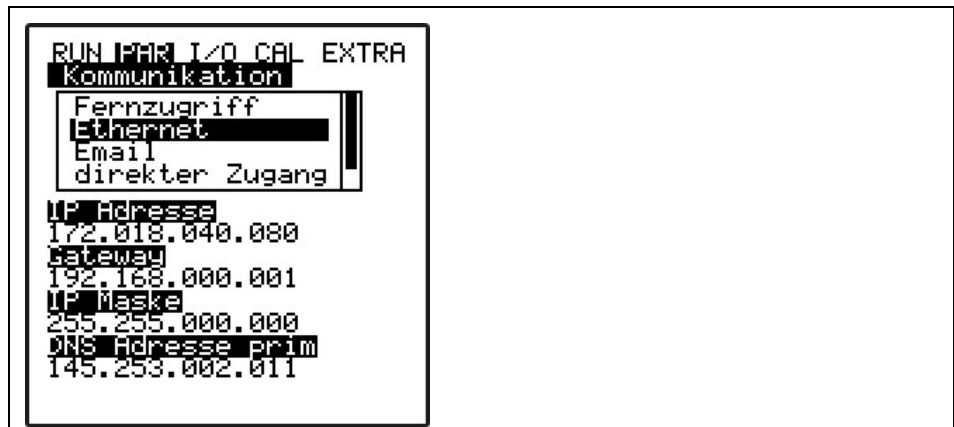 RUN PAR I/O CAL EXTRA
Kommunikation
Fernzugriff
Ethernet
Email
direkter Zugang
IP Adresse
172.018.040.080
Gateway
192.168.000.001
IP Maske
255.255.000.000
DNS Adresse prim
145.253.002.011